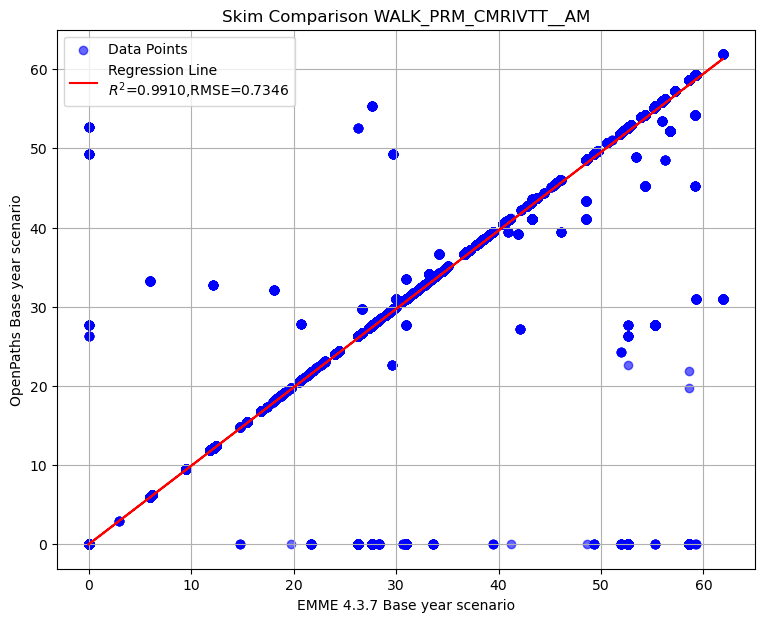 Skim Comparison WALK_PRM_CMRIVTT__AM
Data Points
Regression Line
R²=0.9910,RMSE=0.7346
OpenPaths Base year scenario
60
50
40
30
20
10
0
0 10 20 30 40 50 60
EMME 4.3.7 Base year scenario